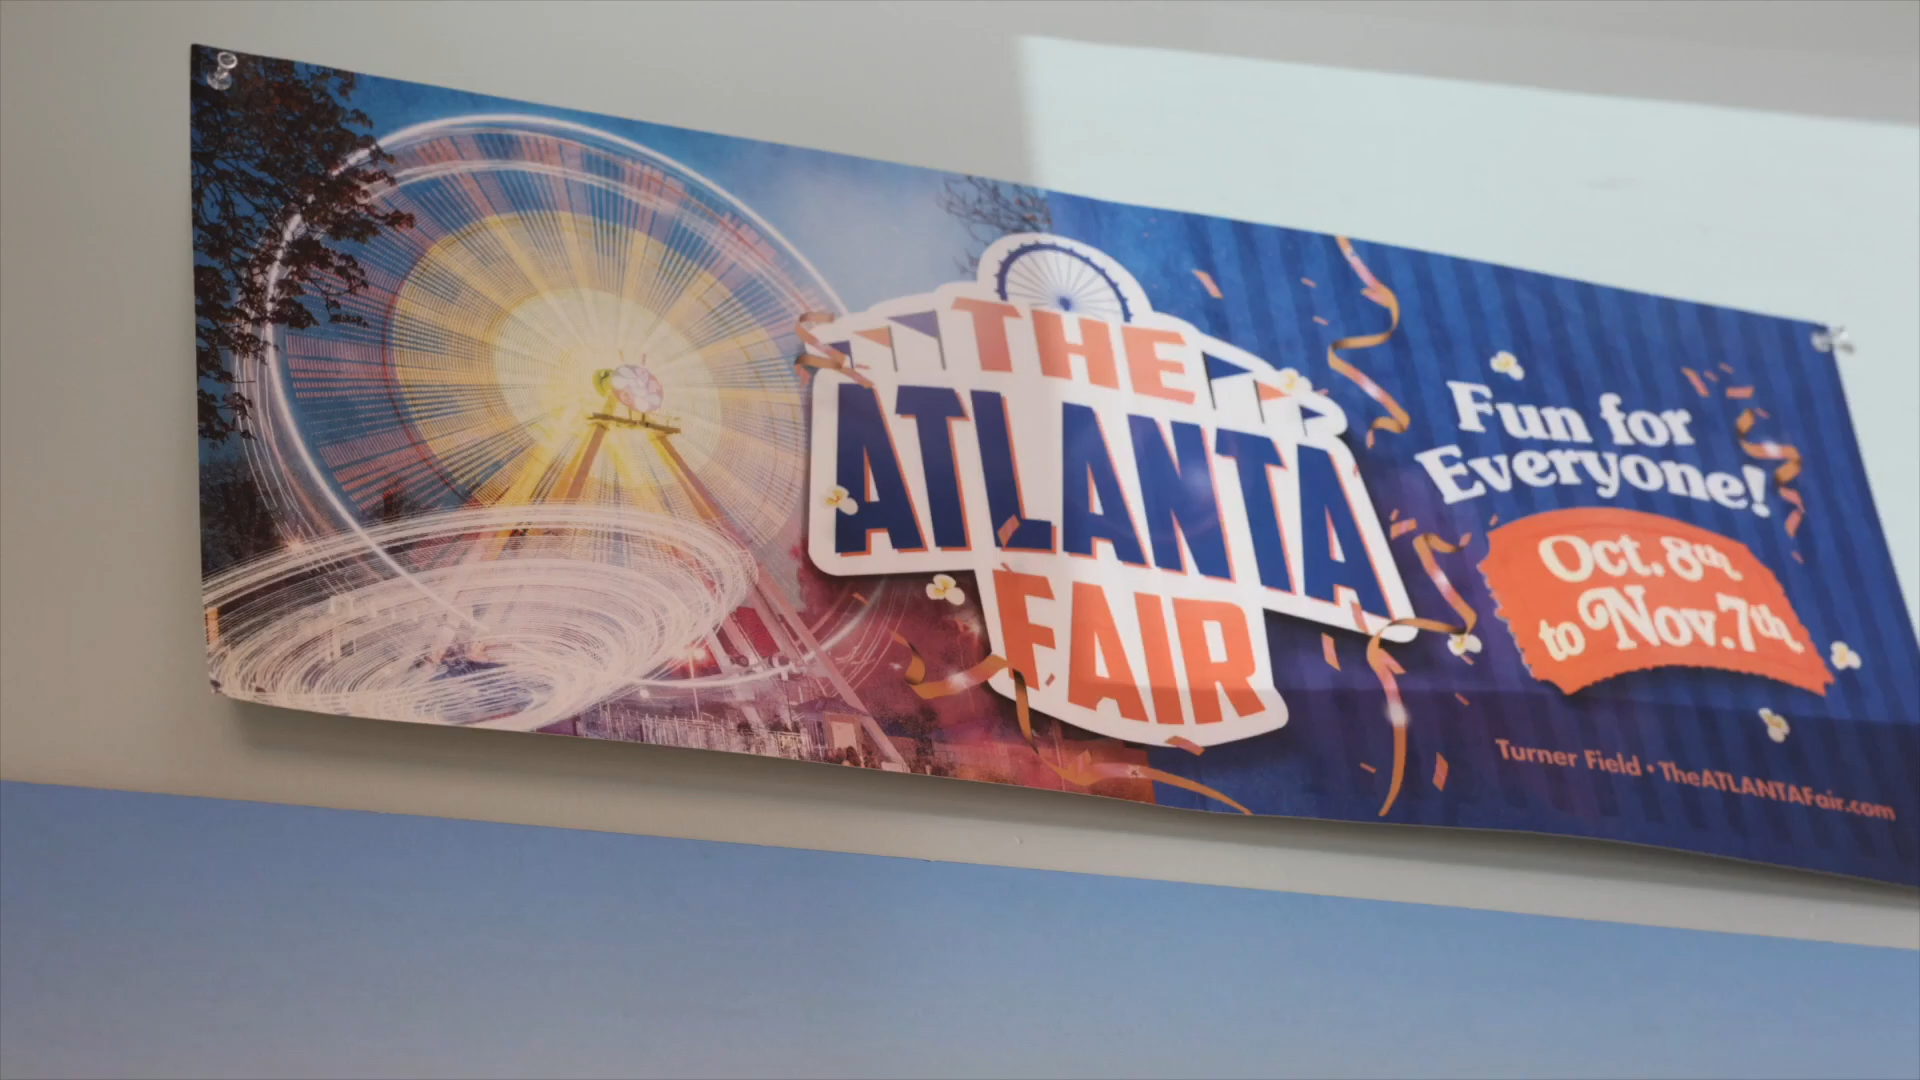 THE
ATLANTA
FAIR
Fun for
Everyone!
Oct. 8th
to Nov. 7th
Turner Field • TheATLANTAFair.com